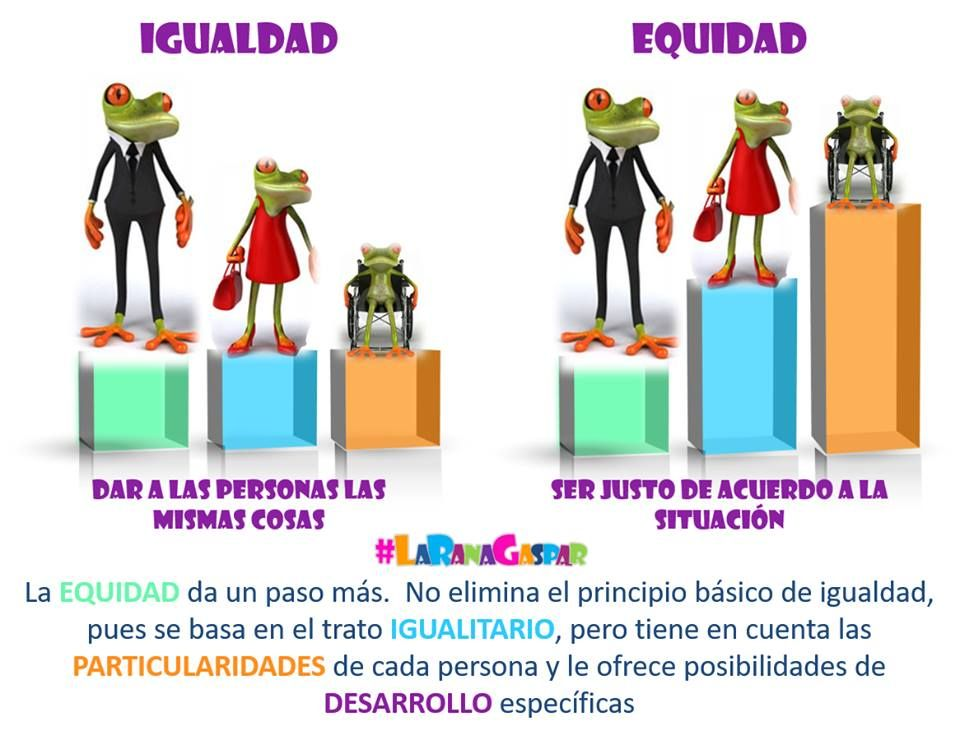 IGUALDAD
EQUIDAD
DAR A LAS PERSONAS LAS
MISMAS COSAS
SER JUSTO DE ACUERDO A LA
SITUACIÓN
#LaRanaGaspar
La EQUIDAD da un paso más. No elimina el principio básico de igualdad,
pues se basa en el trato IGUALITARIO, pero tiene en cuenta las
PARTICULARIDADES de cada persona y le ofrece posibilidades de
DESARROLLO específicas